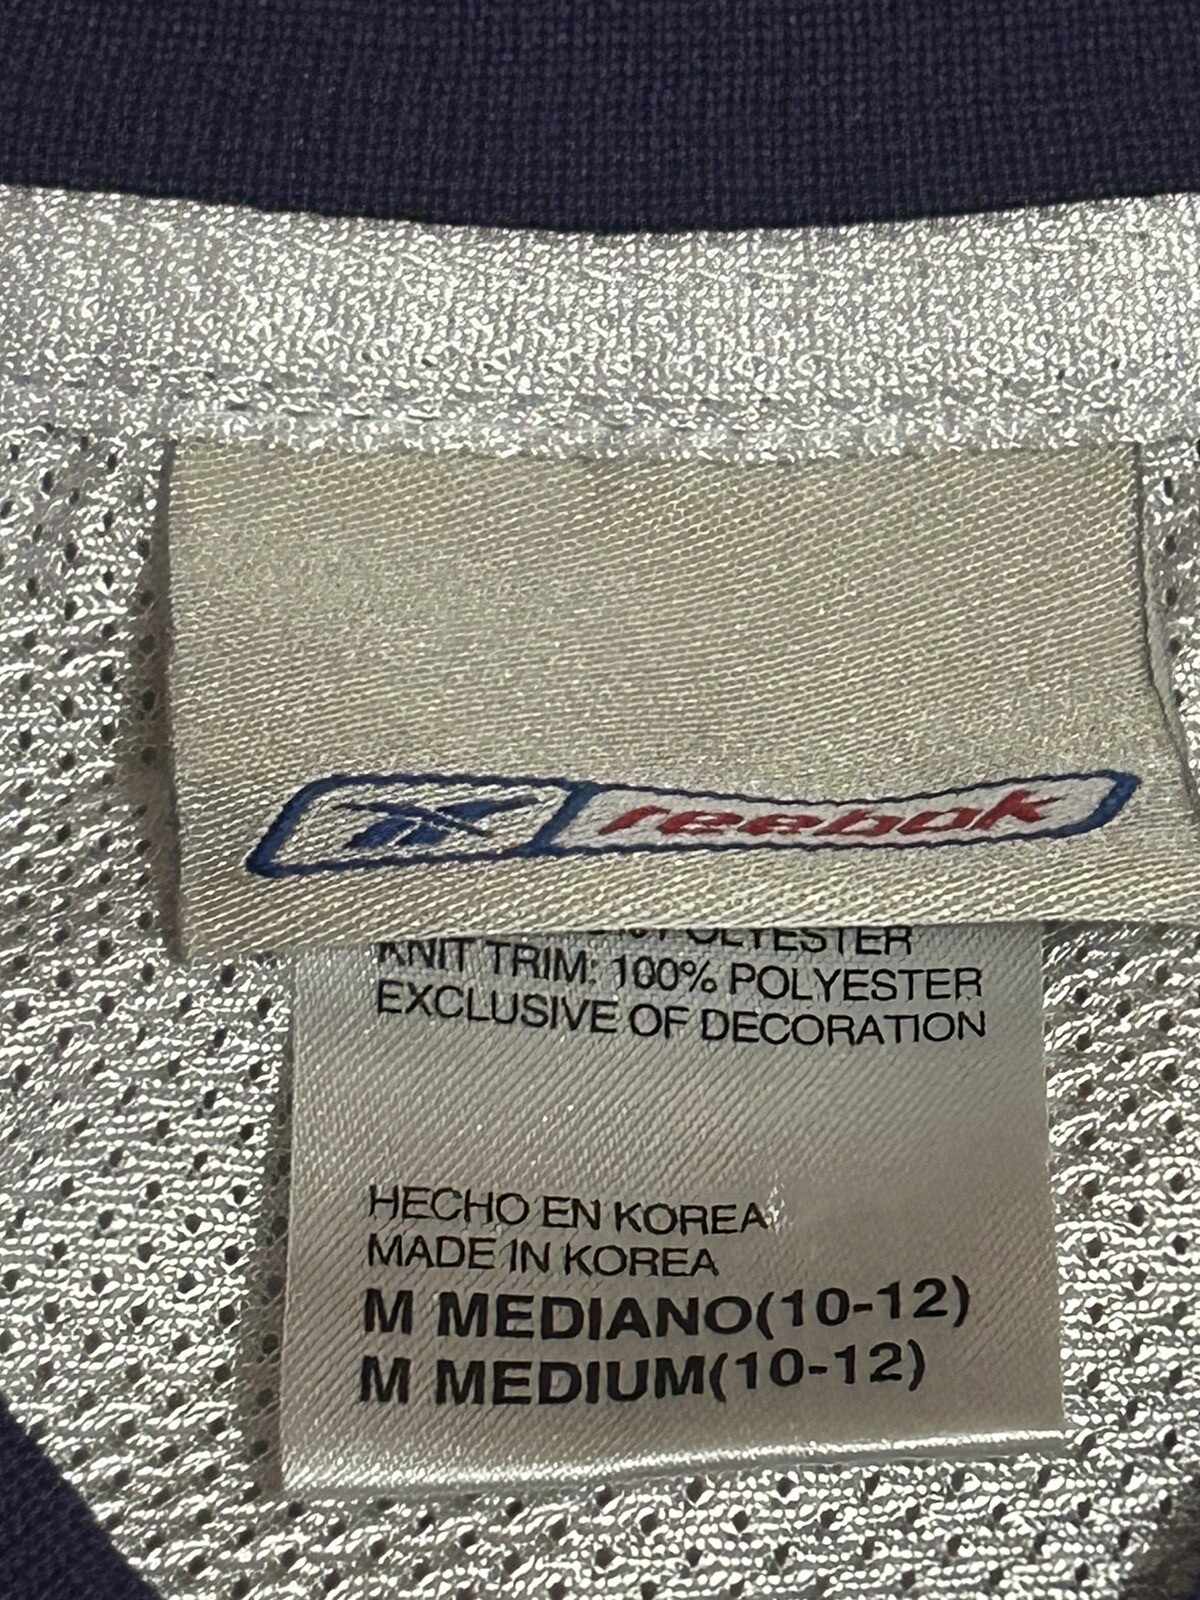 reebok
POLYESTER
KNIT TRIM: 100% POLYESTER
EXCLUSIVE OF DECORATION
HECHO EN KOREA
MADE IN KOREA
M MEDIANO(10-12)
M MEDIUM(10-12)